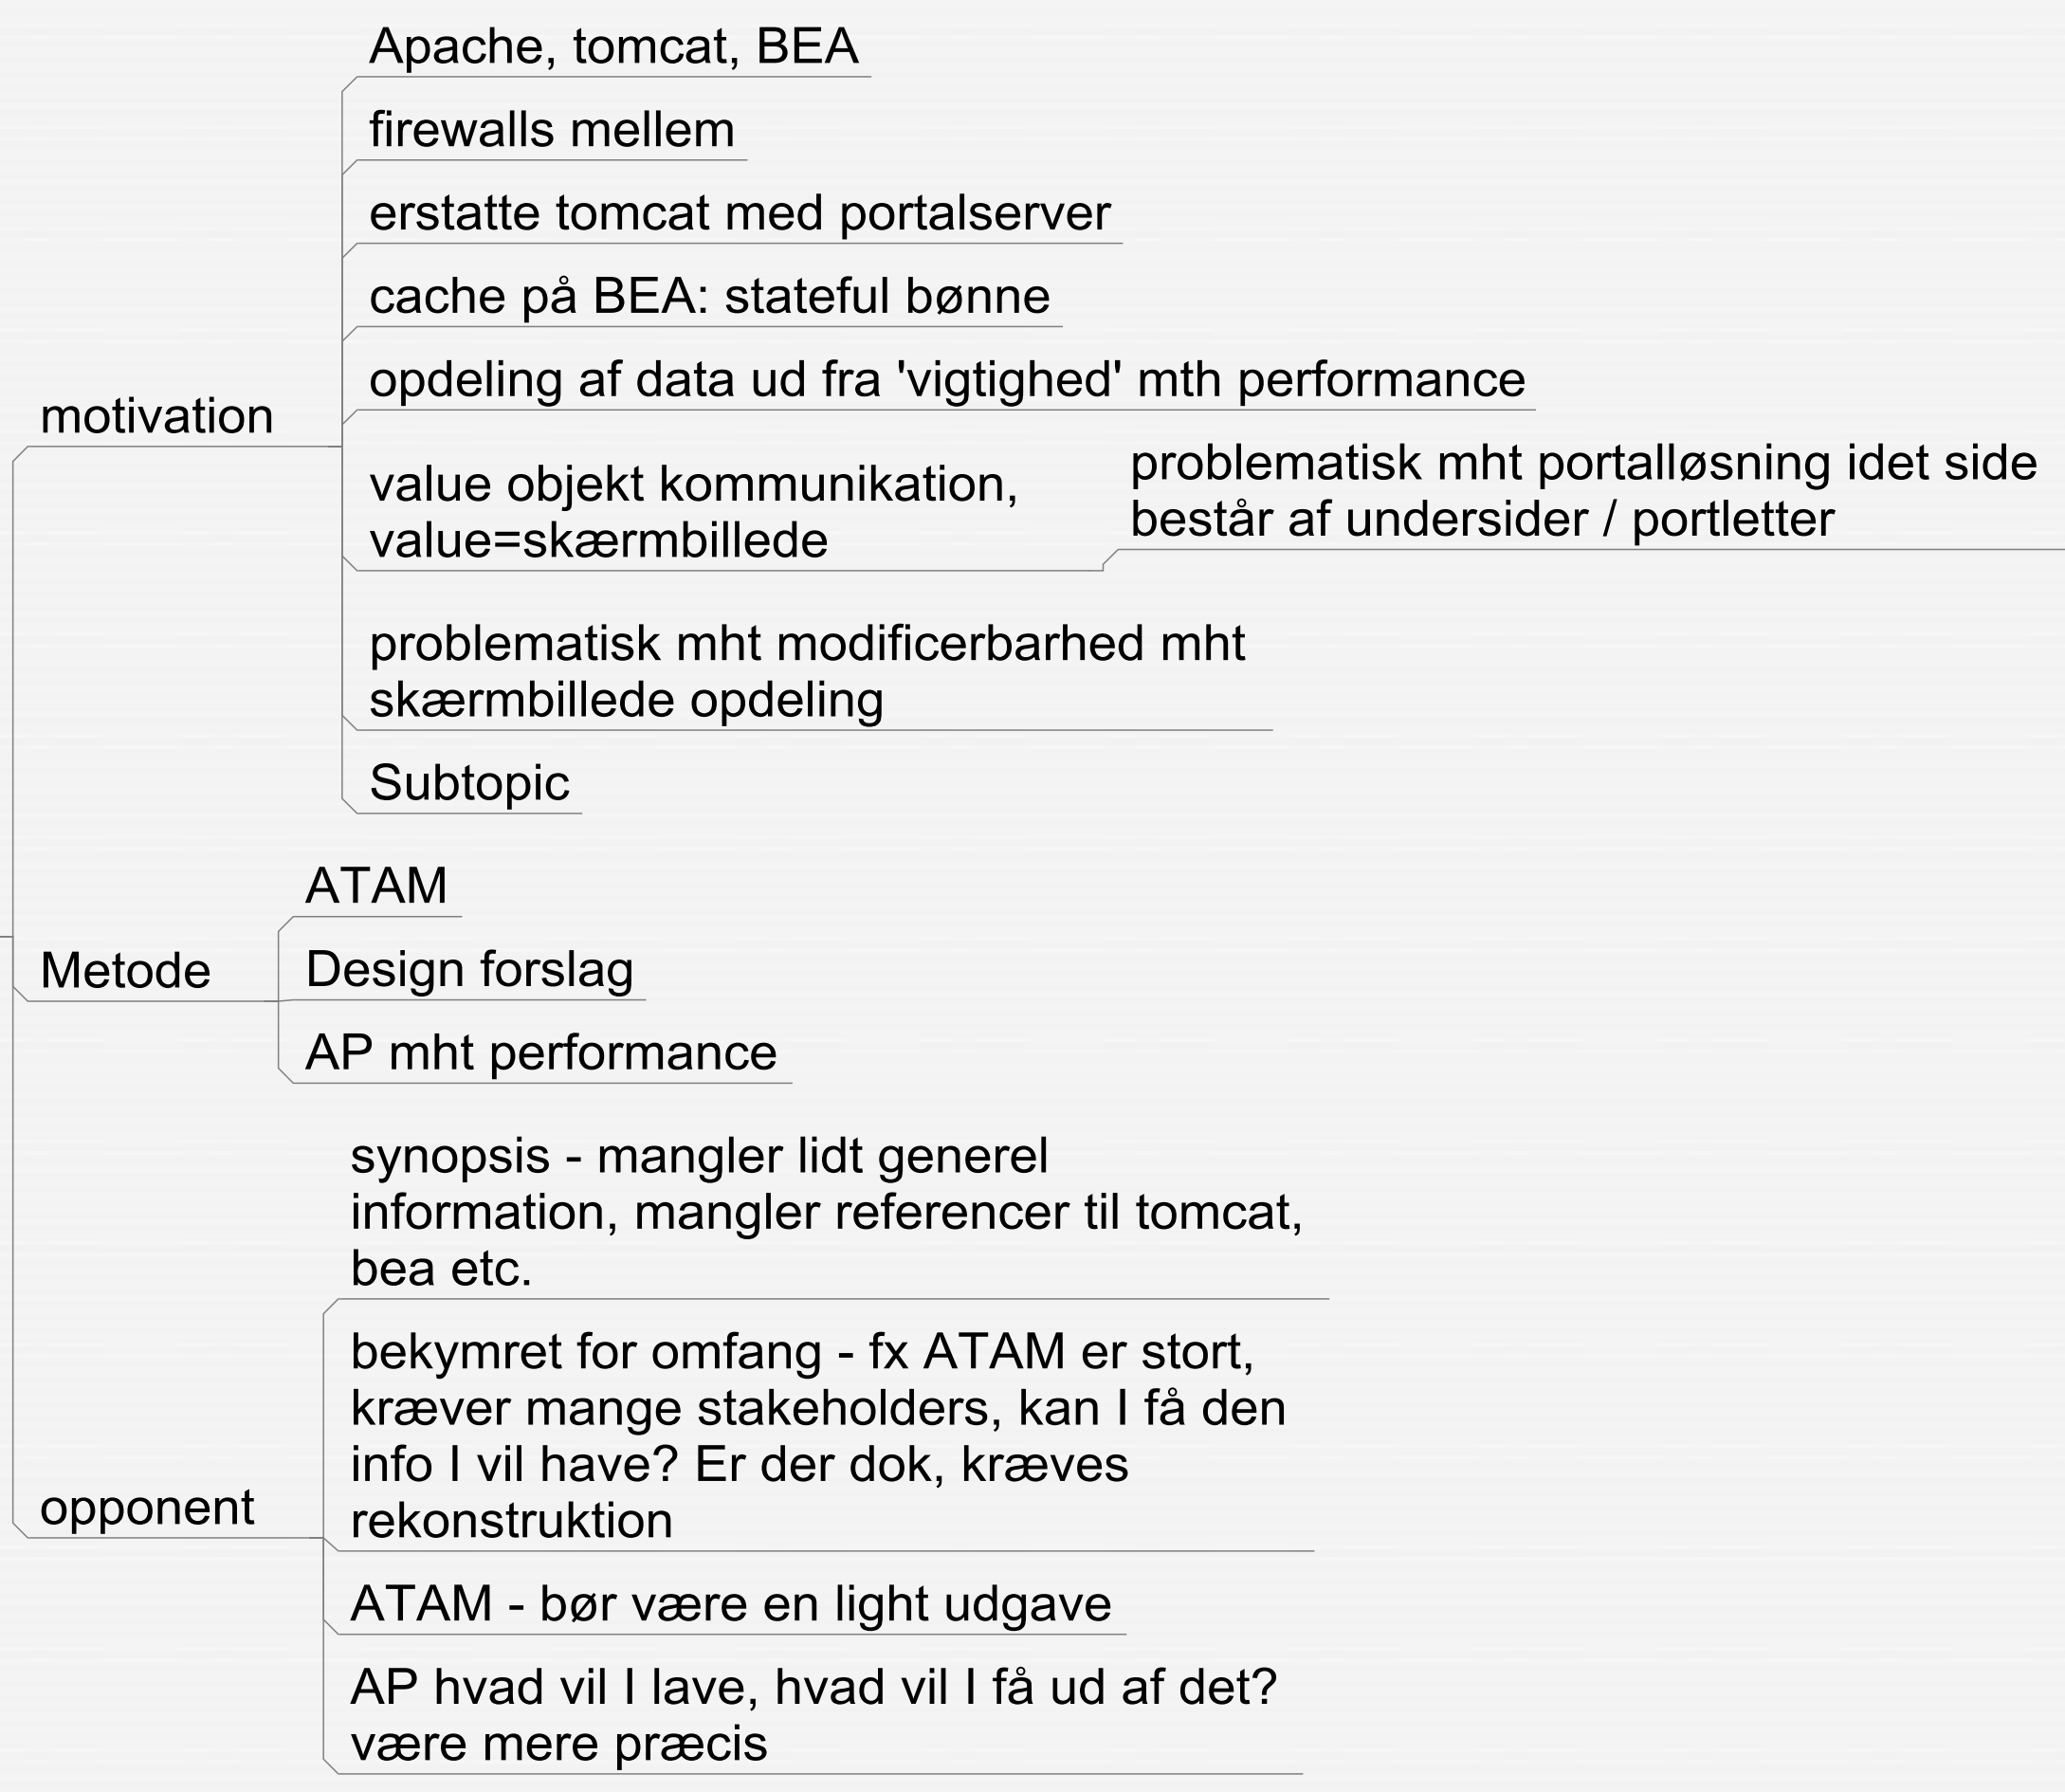 motivation
Apache, tomcat, BEA
firewalls mellem
erstatte tomcat med portalserver
cache på BEA: stateful bønne
opdeling af data ud fra 'vigtighed' mth performance
value objekt kommunikation,
value=skærmbillede
problematisk mht portalløsning idet side
består af undersider / portletter
problematisk mht modificerbarhed mht
skærmbillede opdeling
Subtopic
Metode
ATAM
Design forslag
AP mht performance
opponent
synopsis - mangler lidt generel
information, mangler referencer til tomcat,
bea etc.
bekymret for omfang - fx ATAM er stort,
kræver mange stakeholders, kan I få den
info I vil have? Er der dok, kræves
rekonstruktion
ATAM - bør være en light udgave
AP hvad vil I lave, hvad vil I få ud af det?
være mere præcis